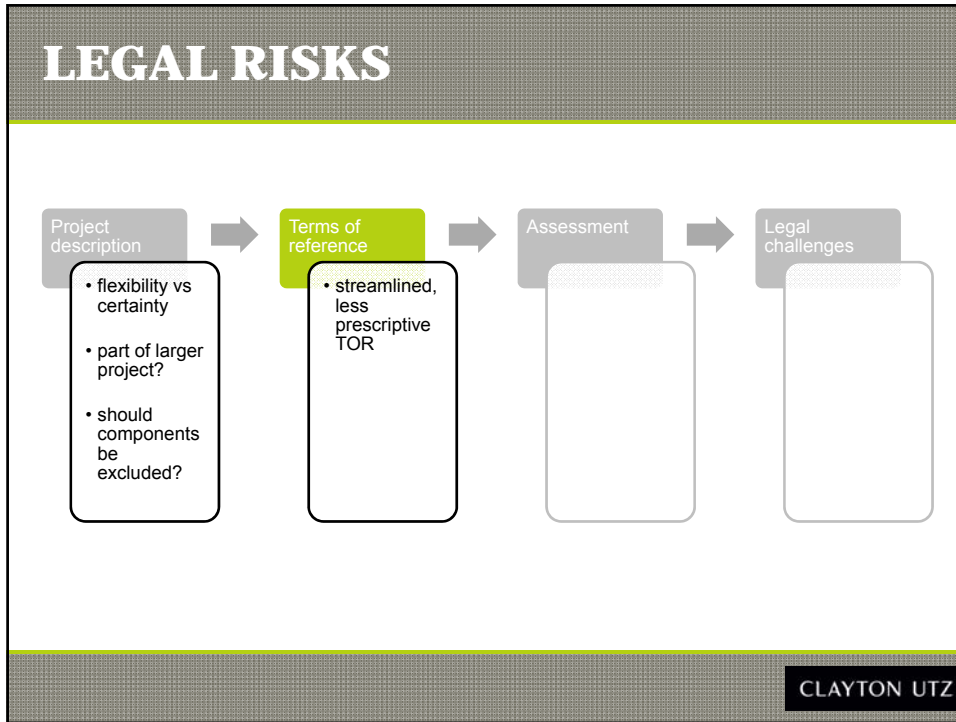 LEGAL RISKS
Project
description
• flexibility vs
certainty
• part of larger
project?
• should
components
be
excluded?
Terms of
reference
• streamlined,
less
prescriptive
TOR
Assessment
Legal
challenges
CLAYTON UTZ